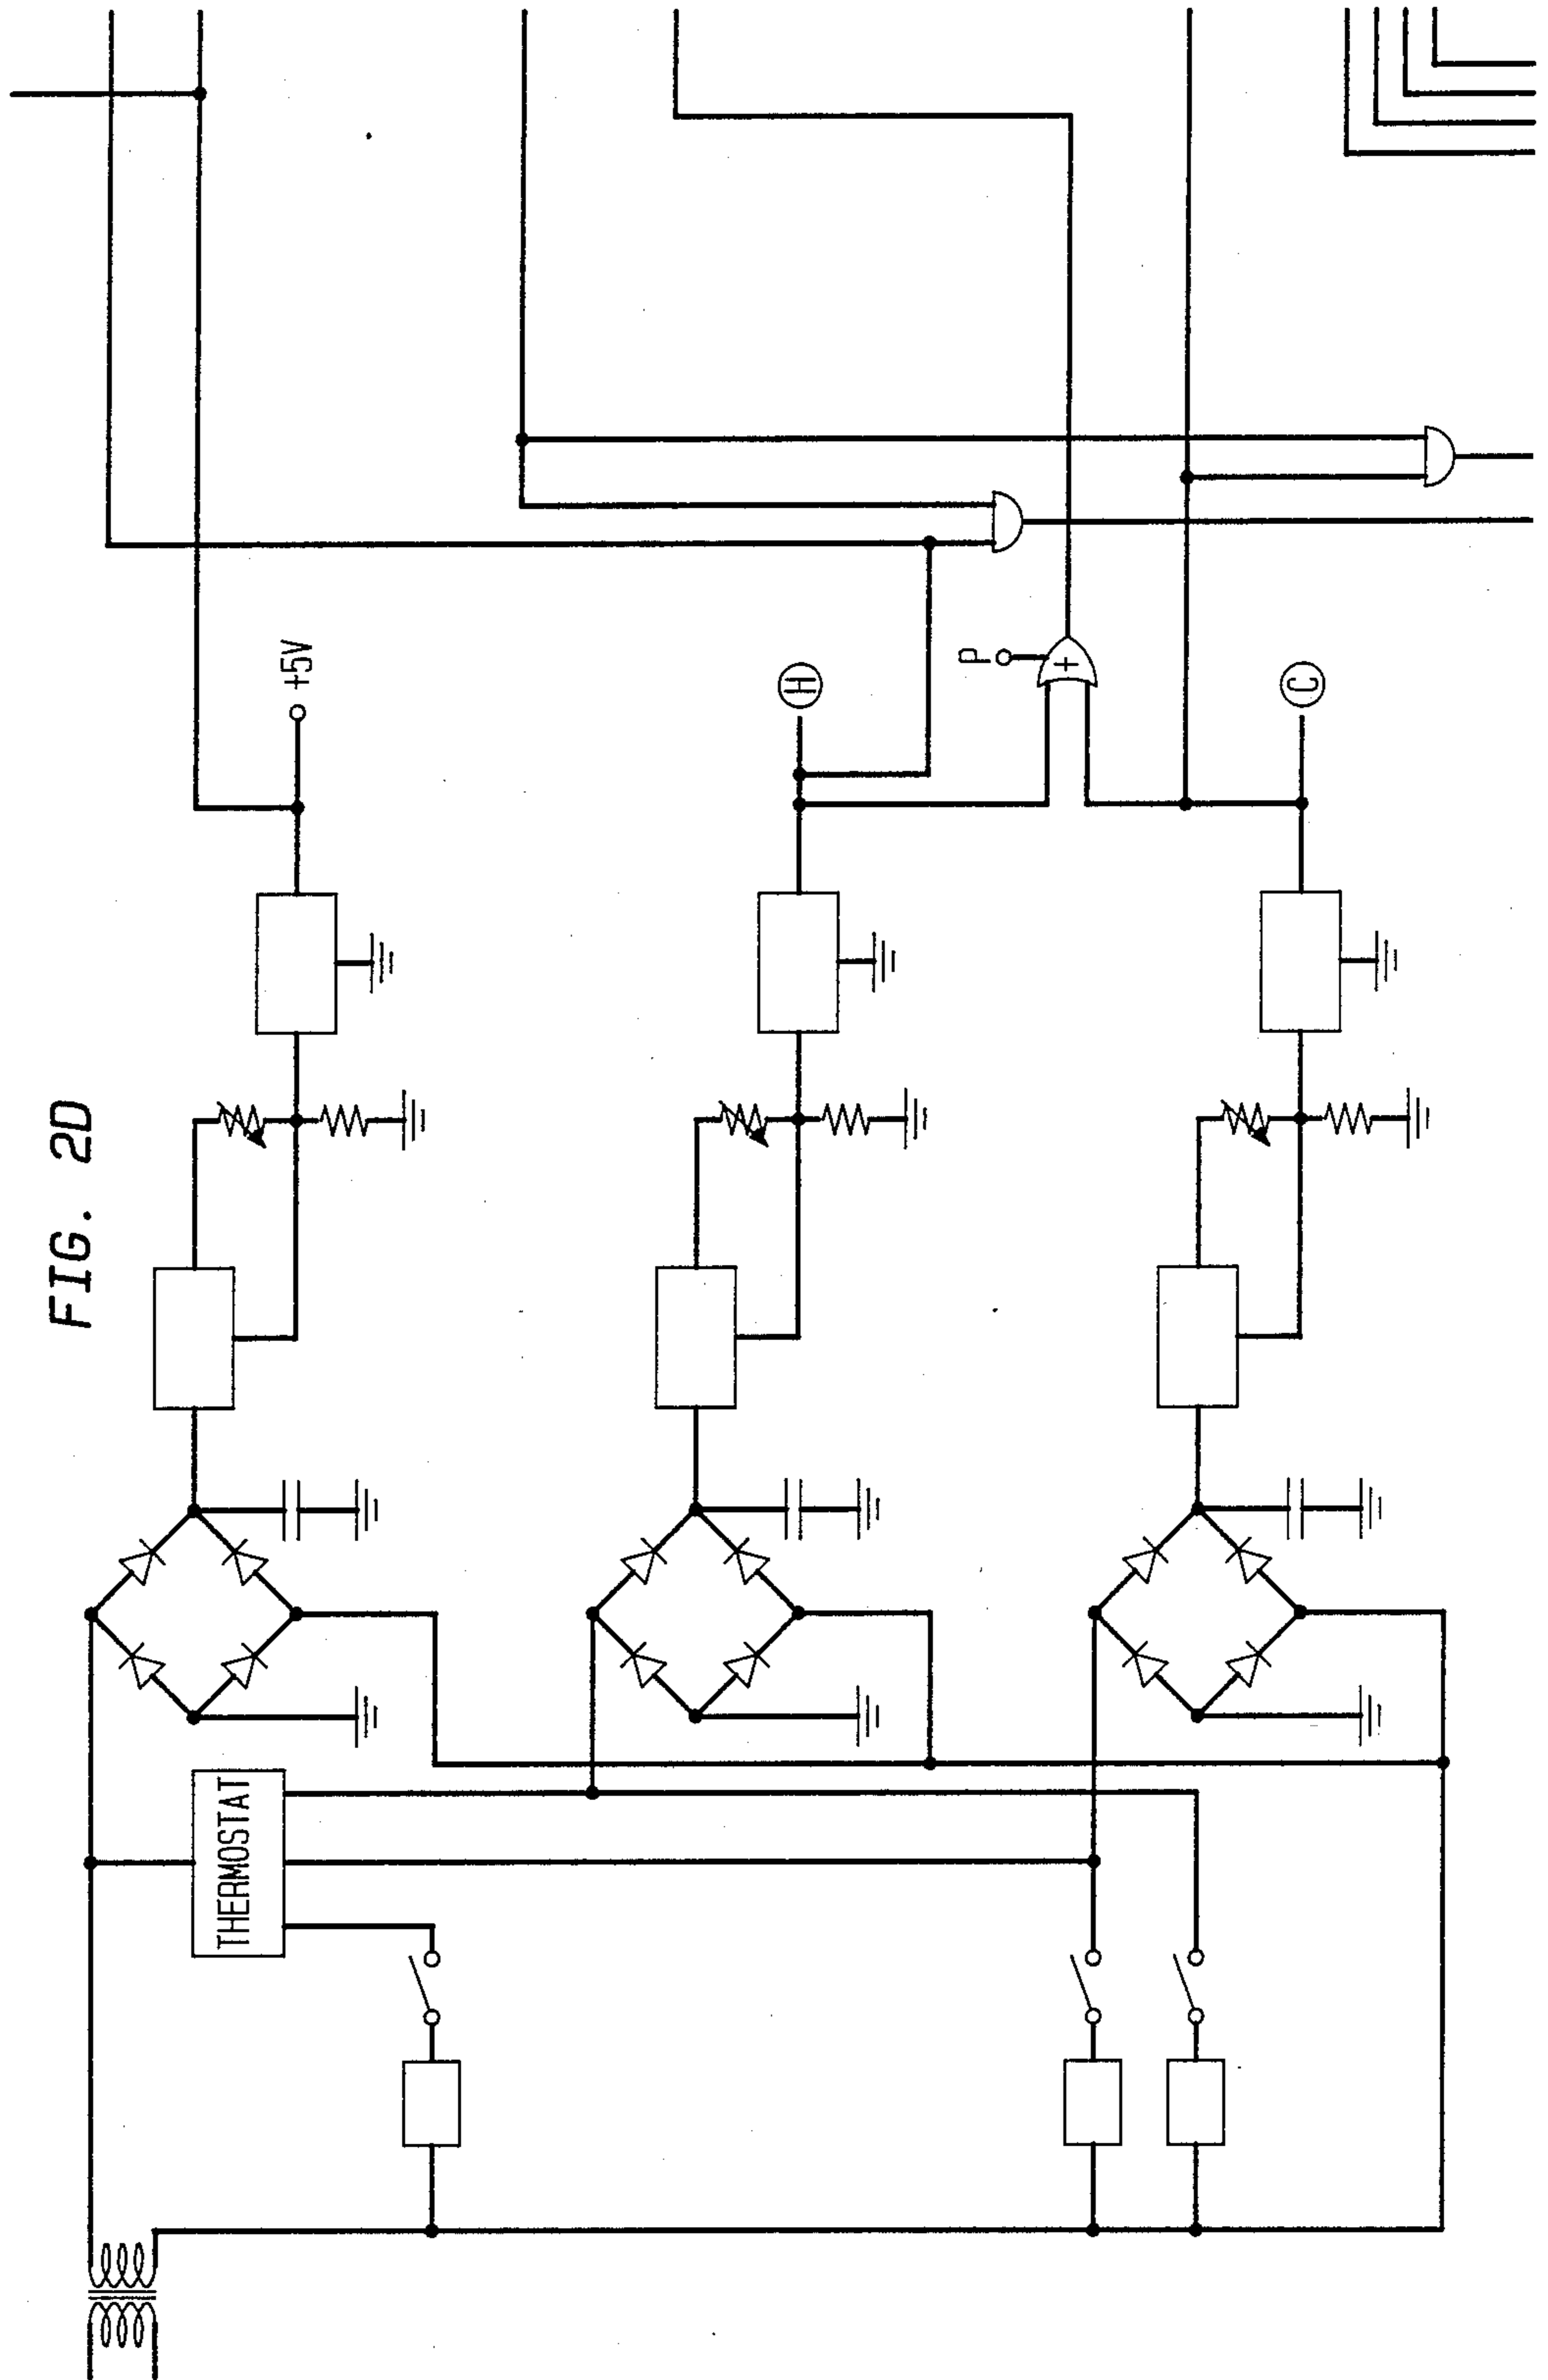 FIG. 2D
+5V
H
P
+
C
THERMOSTAT